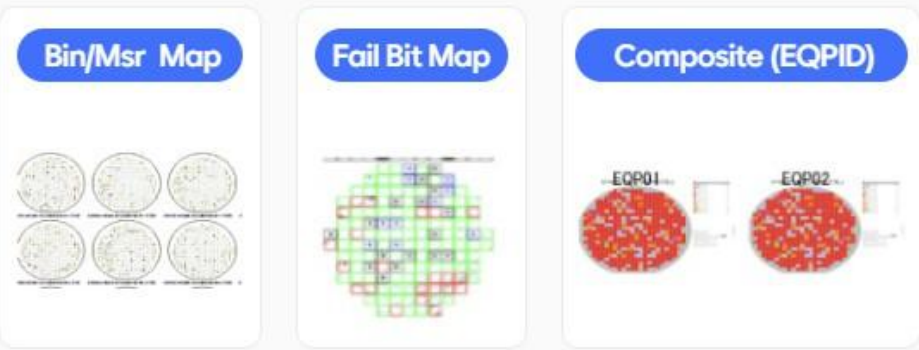 Bin/Msr Map
Fail Bit Map
Composite (EQPID)
EQP01
EQP02